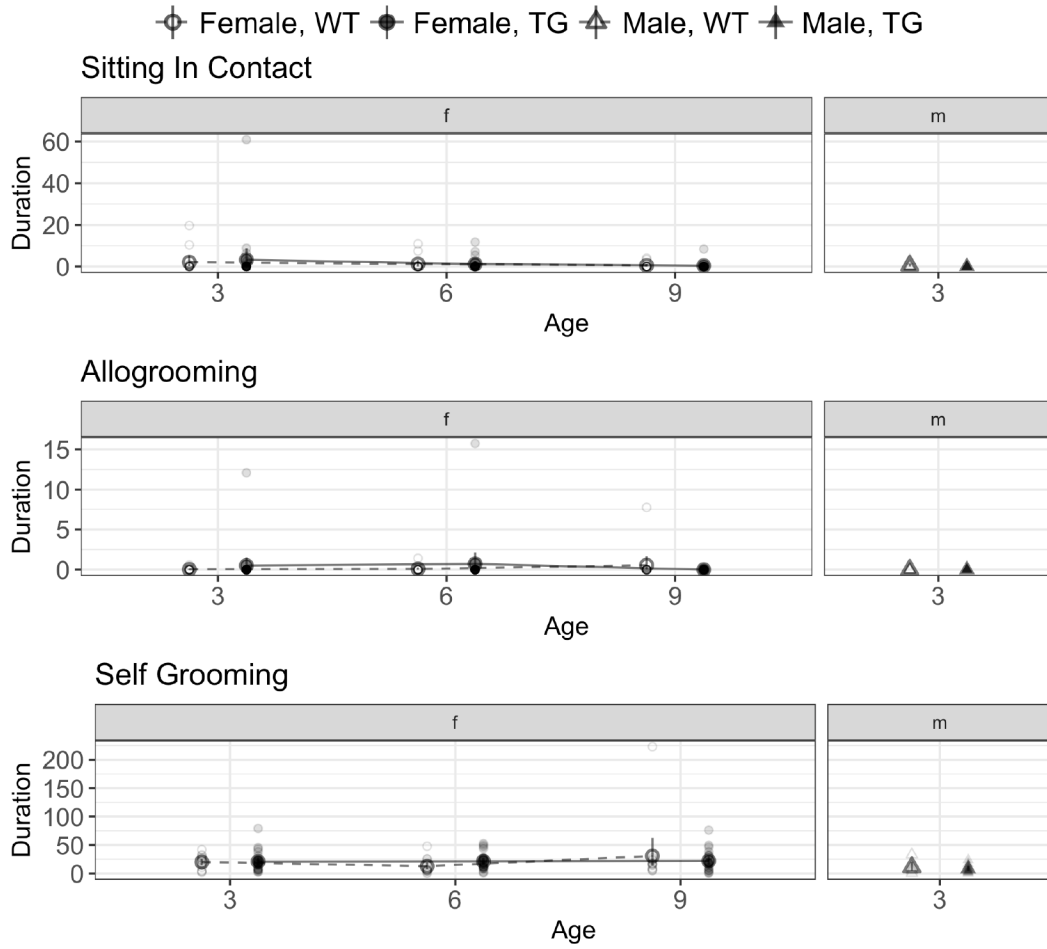 Female, WT Female, TG Male, WT Male, TG
Sitting In Contact
f m
60
40
20
0
Duration
3 6 9 3
Age
Allogrooming
f m
15
10
5
0
Duration
3 6 9 3
Age
Self Grooming
f m
200
150
100
50
0
Duration
3 6 9 3
Age